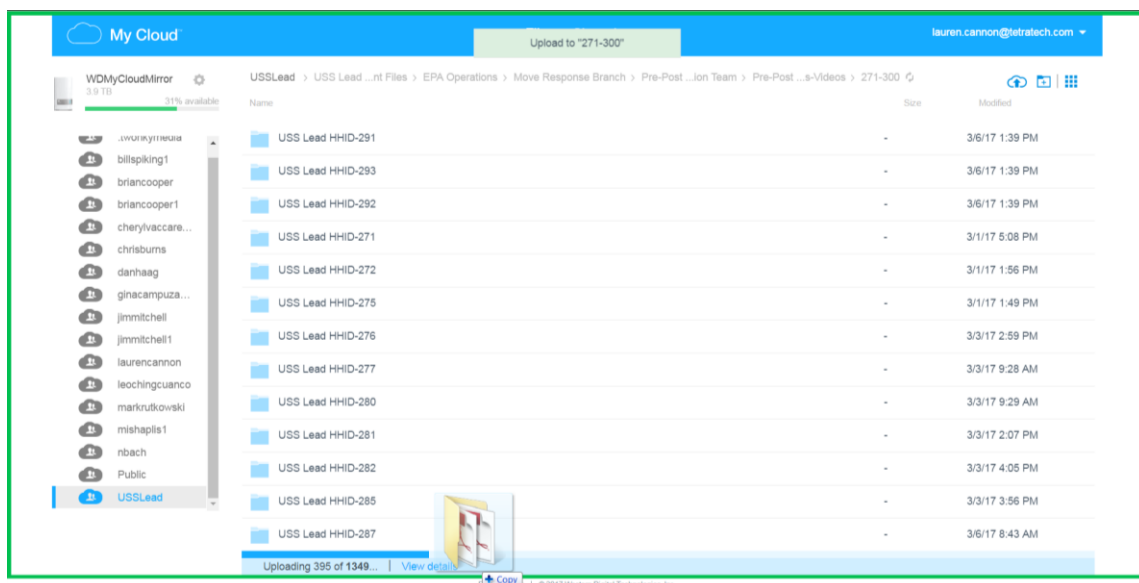 My Cloud
Upload to "271-300"
lauren.cannon@tetratech.com
WDMyCloudMirror
3.9 TB
31% available
USSLead > USS Lead ...nt Files > EPA Operations > Move Response Branch > Pre-Post ...ion Team > Pre-Post ...s-Videos > 271-300
Name Size Modified
.twonkymedia
billspiking1
briancooper
briancooper1
cherylvaccare...
chrisburns
danhaag
ginacampuza...
jimmitchell
jimmitchell1
laurencannon
leochingcuanco
markrutkowski
mishaplis1
nbach
Public
USSLead
USS Lead HHID-291 - 3/6/17 1:39 PM
USS Lead HHID-293 - 3/6/17 1:39 PM
USS Lead HHID-292 - 3/6/17 1:39 PM
USS Lead HHID-271 - 3/1/17 5:08 PM
USS Lead HHID-272 - 3/1/17 1:56 PM
USS Lead HHID-275 - 3/1/17 1:49 PM
USS Lead HHID-276 - 3/3/17 2:59 PM
USS Lead HHID-277 - 3/3/17 9:28 AM
USS Lead HHID-280 - 3/3/17 9:29 AM
USS Lead HHID-281 - 3/3/17 2:07 PM
USS Lead HHID-282 - 3/3/17 4:05 PM
USS Lead HHID-285 - 3/3/17 3:56 PM
USS Lead HHID-287 - 3/6/17 8:43 AM
Uploading 395 of 1349... | View details
Copy